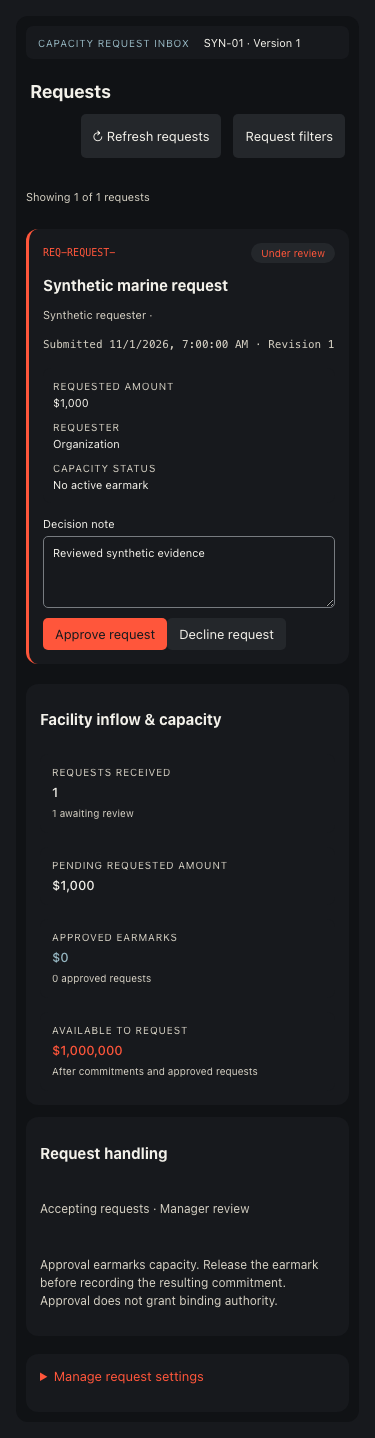 CAPACITY REQUEST INBOX SYN-01 · Version 1
Requests
↻ Refresh requests Request filters
Showing 1 of 1 requests
REQ-REQUEST- Under review
Synthetic marine request
Synthetic requester ·
Submitted 11/1/2026, 7:00:00 AM · Revision 1
REQUESTED AMOUNT
$1,000
REQUESTER
Organization
CAPACITY STATUS
No active earmark
Decision note
Reviewed synthetic evidence
Approve request Decline request
Facility inflow & capacity
REQUESTS RECEIVED
1
1 awaiting review
PENDING REQUESTED AMOUNT
$1,000
APPROVED EARMARKS
$0
0 approved requests
AVAILABLE TO REQUEST
$1,000,000
After commitments and approved requests
Request handling
Accepting requests · Manager review
Approval earmarks capacity. Release the earmark
before recording the resulting commitment.
Approval does not grant binding authority.
▶ Manage request settings